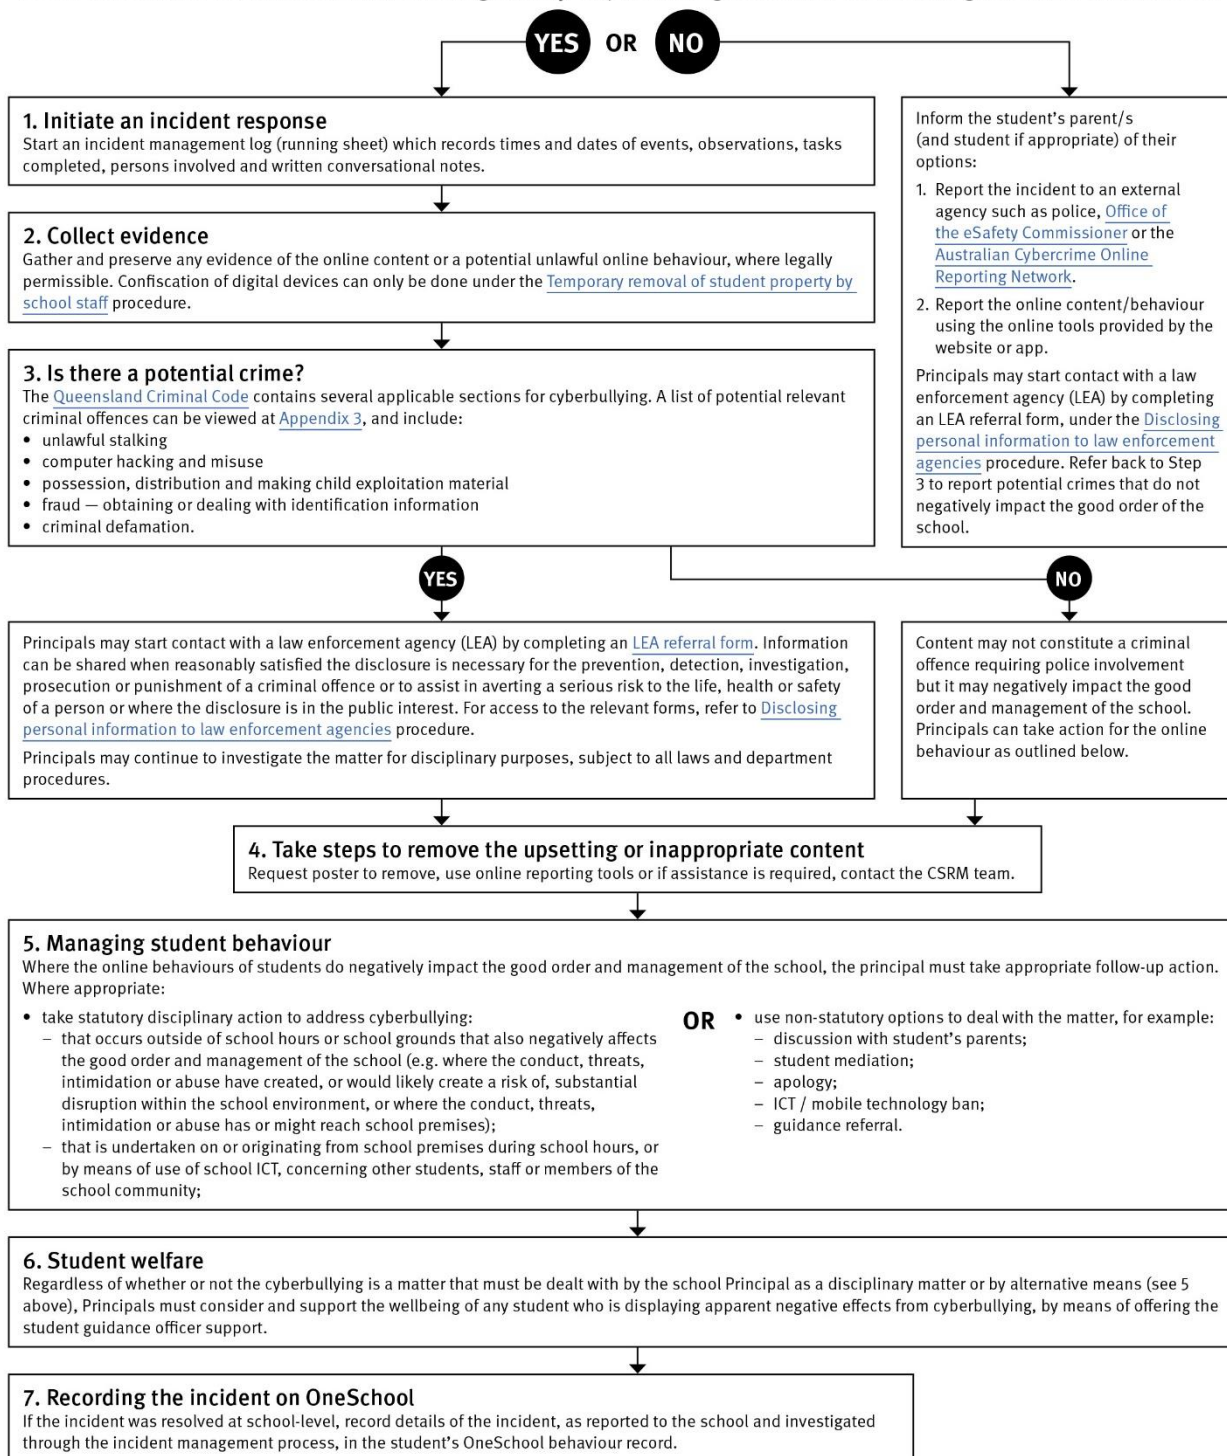 YES OR NO
1. Initiate an incident response
Start an incident management log (running sheet) which records times and dates of events, observations, tasks
completed, persons involved and written conversational notes.
2. Collect evidence
Gather and preserve any evidence of the online content or a potential unlawful online behaviour, where legally
permissible. Confiscation of digital devices can only be done under the Temporary removal of student property by
school staff procedure.
3. Is there a potential crime?
The Queensland Criminal Code contains several applicable sections for cyberbullying. A list of potential relevant
criminal offences can be viewed at Appendix 3, and include:
• unlawful stalking
• computer hacking and misuse
• possession, distribution and making child exploitation material
• fraud — obtaining or dealing with identification information
• criminal defamation.
Inform the student's parent/s
(and student if appropriate) of their
options:
1. Report the incident to an external
agency such as police, Office of
the eSafety Commissioner or the
Australian Cybercrime Online
Reporting Network.
2. Report the online content/behaviour
using the online tools provided by the
website or app.
Principals may start contact with a law
enforcement agency (LEA) by completing
an LEA referral form, under the Disclosing
personal information to law enforcement
agencies procedure. Refer back to Step
3 to report potential crimes that do not
negatively impact the good order of the
school.
YES
NO
Principals may start contact with a law enforcement agency (LEA) by completing an LEA referral form. Information
can be shared when reasonably satisfied the disclosure is necessary for the prevention, detection, investigation,
prosecution or punishment of a criminal offence or to assist in averting a serious risk to the life, health or safety
of a person or where the disclosure is in the public interest. For access to the relevant forms, refer to Disclosing
personal information to law enforcement agencies procedure.
Principals may continue to investigate the matter for disciplinary purposes, subject to all laws and department
procedures.
Content may not constitute a criminal
offence requiring police involvement
but it may negatively impact the good
order and management of the school.
Principals can take action for the online
behaviour as outlined below.
4. Take steps to remove the upsetting or inappropriate content
Request poster to remove, use online reporting tools or if assistance is required, contact the CSRM team.
5. Managing student behaviour
Where the online behaviours of students do negatively impact the good order and management of the school, the principal must take appropriate follow-up action.
Where appropriate:
• take statutory disciplinary action to address cyberbullying:
– that occurs outside of school hours or school grounds that also negatively affects
the good order and management of the school (e.g. where the conduct, threats,
intimidation or abuse have created, or would likely create a risk of, substantial
disruption within the school environment, or where the conduct, threats,
intimidation or abuse has or might reach school premises);
– that is undertaken on or originating from school premises during school hours, or
by means of use of school ICT, concerning other students, staff or members of the
school community;
OR
• use non-statutory options to deal with the matter, for example:
– discussion with student's parents;
– student mediation;
– apology;
– ICT / mobile technology ban;
– guidance referral.
6. Student welfare
Regardless of whether or not the cyberbullying is a matter that must be dealt with by the school Principal as a disciplinary matter or by alternative means (see 5
above), Principals must consider and support the wellbeing of any student who is displaying apparent negative effects from cyberbullying, by means of offering the
student guidance officer support.
7. Recording the incident on OneSchool
If the incident was resolved at school-level, record details of the incident, as reported to the school and investigated
through the incident management process, in the student's OneSchool behaviour record.